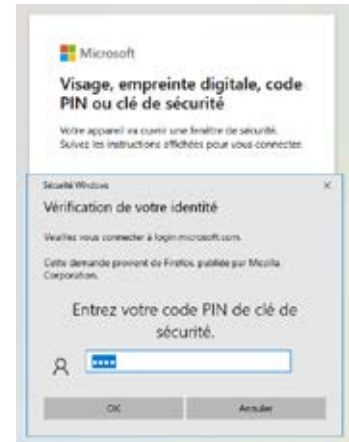 Microsoft
Visage, empreinte digitale, code
PIN ou clé de sécurité
Votre appareil va ouvrir une fenêtre de sécurité.
Suivez les instructions affichées pour vous connecter.
Sécurité Windows
Vérification de votre identité
Veuillez vous connecter à login.microsoft.com.
Cette demande provient de Firefox, publiée par Mozilla
Corporation.
Entrez votre code PIN de clé de
sécurité.
OK
Annuler